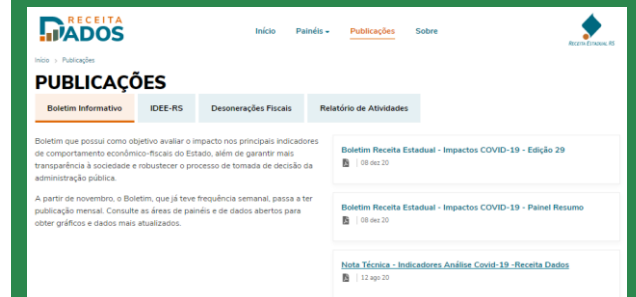 RECEITA
DADOS
Início Painéis Publicações Sobre
RECEITA ESTADUAL RS
Início > Publicações
PUBLICAÇÕES
Boletim Informativo IDEE-RS Desonerações Fiscais Relatório de Atividades
Boletim que possui como objetivo avaliar o impacto nos principais indicadores
de comportamento econômico-fiscais do Estado, além de garantir mais
transparência à sociedade e robustecer o processo de tomada de decisão da
administração pública.
A partir de novembro, o Boletim, que já teve frequência semanal, passa a ter
publicação mensal. Consulte as áreas de painéis e de dados abertos para
obter gráficos e dados mais atualizados.
Boletim Receita Estadual - Impactos COVID-19 - Edição 29
08 dez 20
Boletim Receita Estadual - Impactos COVID-19 - Painel Resumo
08 dez 20
Nota Técnica - Indicadores Análise Covid-19 -Receita Dados
12 ago 20